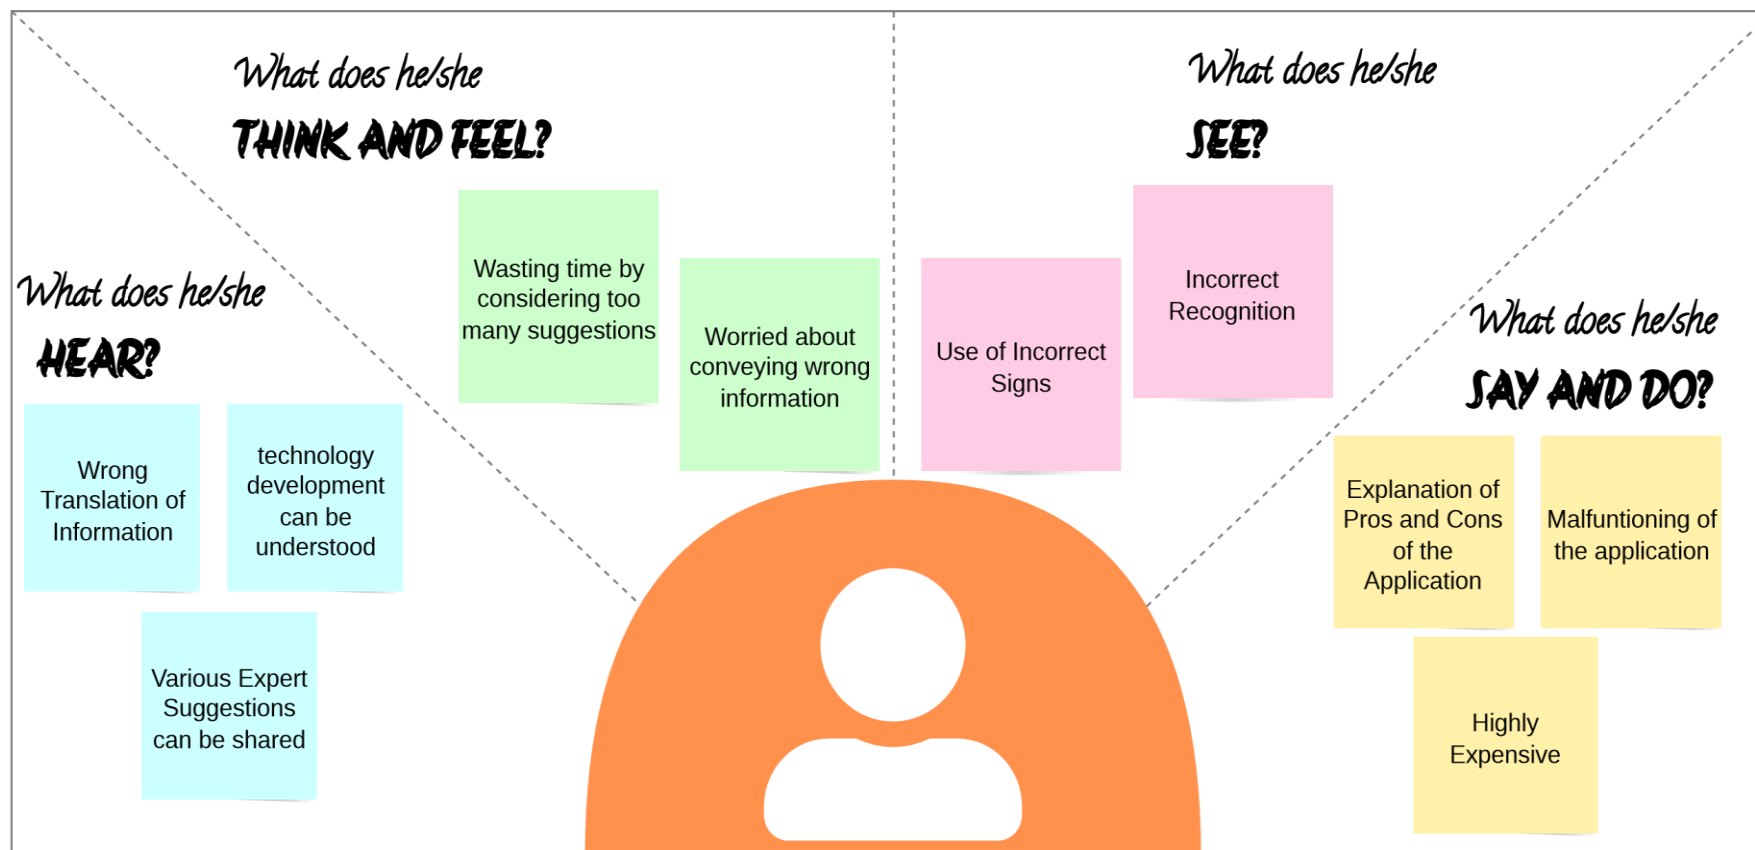 What does he/she
THINK AND FEEL?
Wasting time by
considering too
many suggestions
Worried about
conveying wrong
information
What does he/she
SEE?
Use of Incorrect
Signs
Incorrect
Recognition
What does he/she
HEAR?
Wrong
Translation of
Information
technology
development
can be
understood
Various Expert
Suggestions
can be shared
What does he/she
SAY AND DO?
Explanation of
Pros and Cons
of the
Application
Malfuntioning of
the application
Highly
Expensive